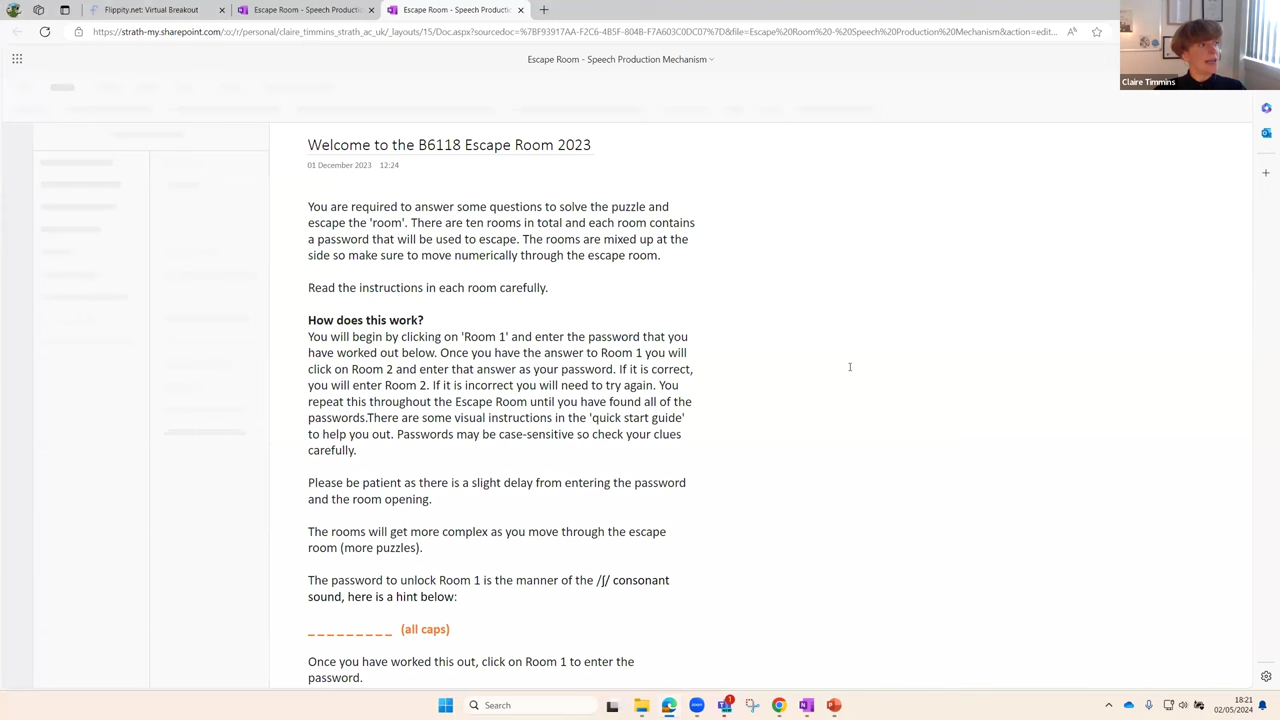 Flippity.net: Virtual Breakout
Escape Room - Speech Productio
Escape Room - Speech Productio
https://strath-my.sharepoint.com/:o:/r/personal/claire_timmins_strath_ac_uk/_layouts/15/Doc.aspx?sourcedoc=%7BF93917AA-F2C6-4B5F-804B-F7A603C0DC07%7D&file=Escape%20Room%20-%20Speech%20Production%20Mechanism&action=edit...
Escape Room - Speech Production Mechanism
Claire Timmins
Welcome to the B6118 Escape Room 2023
01 December 2023 12:24
You are required to answer some questions to solve the puzzle and
escape the 'room'. There are ten rooms in total and each room contains
a password that will be used to escape. The rooms are mixed up at the
side so make sure to move numerically through the escape room.
Read the instructions in each room carefully.
How does this work?
You will begin by clicking on 'Room 1' and enter the password that you
have worked out below. Once you have the answer to Room 1 you will
click on Room 2 and enter that answer as your password. If it is correct,
you will enter Room 2. If it is incorrect you will need to try again. You
repeat this throughout the Escape Room until you have found all of the
passwords.There are some visual instructions in the 'quick start guide'
to help you out. Passwords may be case-sensitive so check your clues
carefully.
Please be patient as there is a slight delay from entering the password
and the room opening.
The rooms will get more complex as you move through the escape
room (more puzzles).
The password to unlock Room 1 is the manner of the /ʃ/ consonant
sound, here is a hint below:
_ _ _ _ _ _ _ _ _ (all caps)
Once you have worked this out, click on Room 1 to enter the
password.
Search
1
18:21
02/05/2024